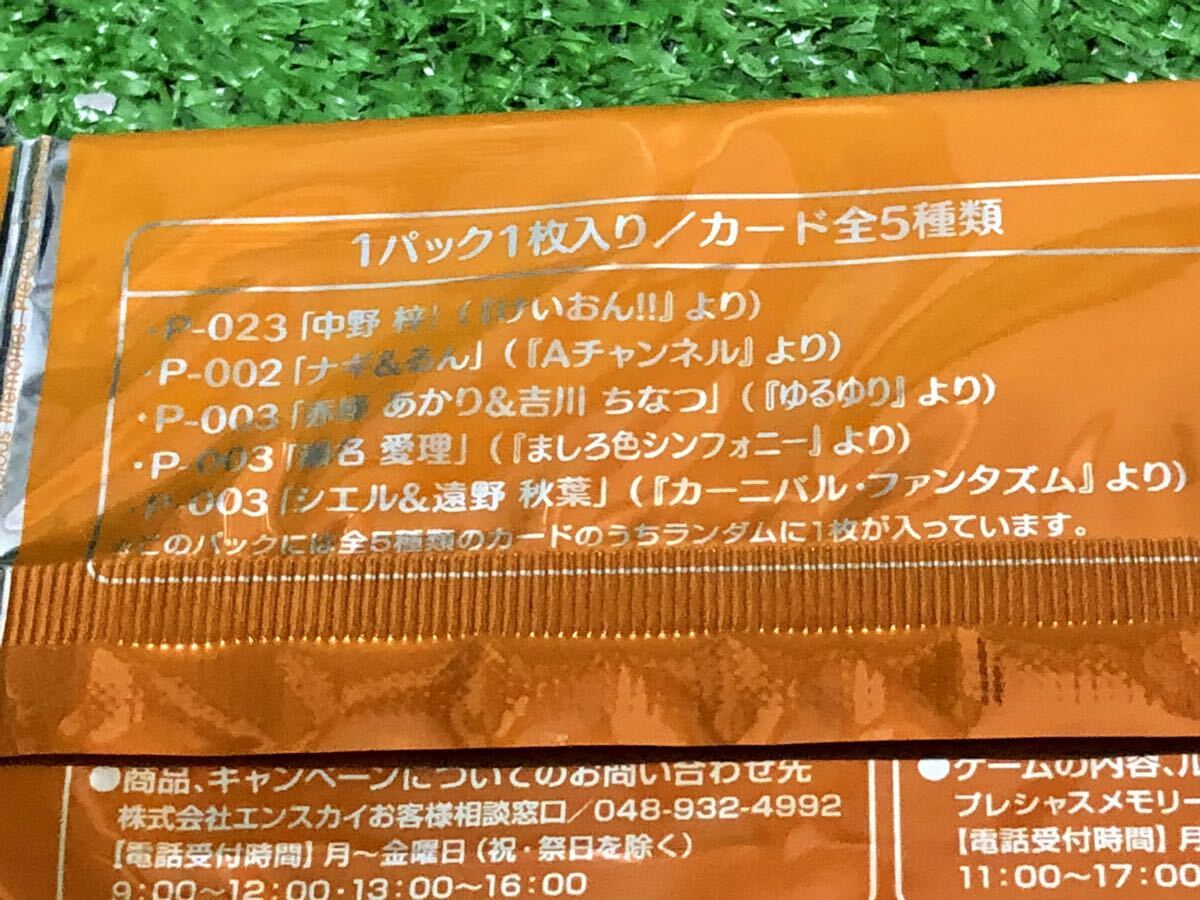 1パック1枚入り／カード全5種類
・P-023「中野 梓」（『けいおん!!』より）
・P-002「ナギ&るん」（『Aチャンネル』より）
・P-003「赤座 あかり&吉川 ちなつ」（『ゆるゆり』より）
・P-003「瀬名 愛理」（『ましろ色シンフォニー』より）
・P-003「シエル&遠野 秋葉」（『カーニバル・ファンタズム』より）
※このパックには全5種類のカードのうちランダムに1枚が入っています。
Memories Precious
●商品、キャンペーンについてのお問い合わせ先
株式会社エンスカイお客様相談窓口/048-932-4992
【電話受付時間】月〜金曜日（祝・祭日を除く）
9:00〜12:00・13:00〜16:00
●ゲームの内容、ル
プレシャスメモリー
【電話受付時間】月
11:00〜17:00